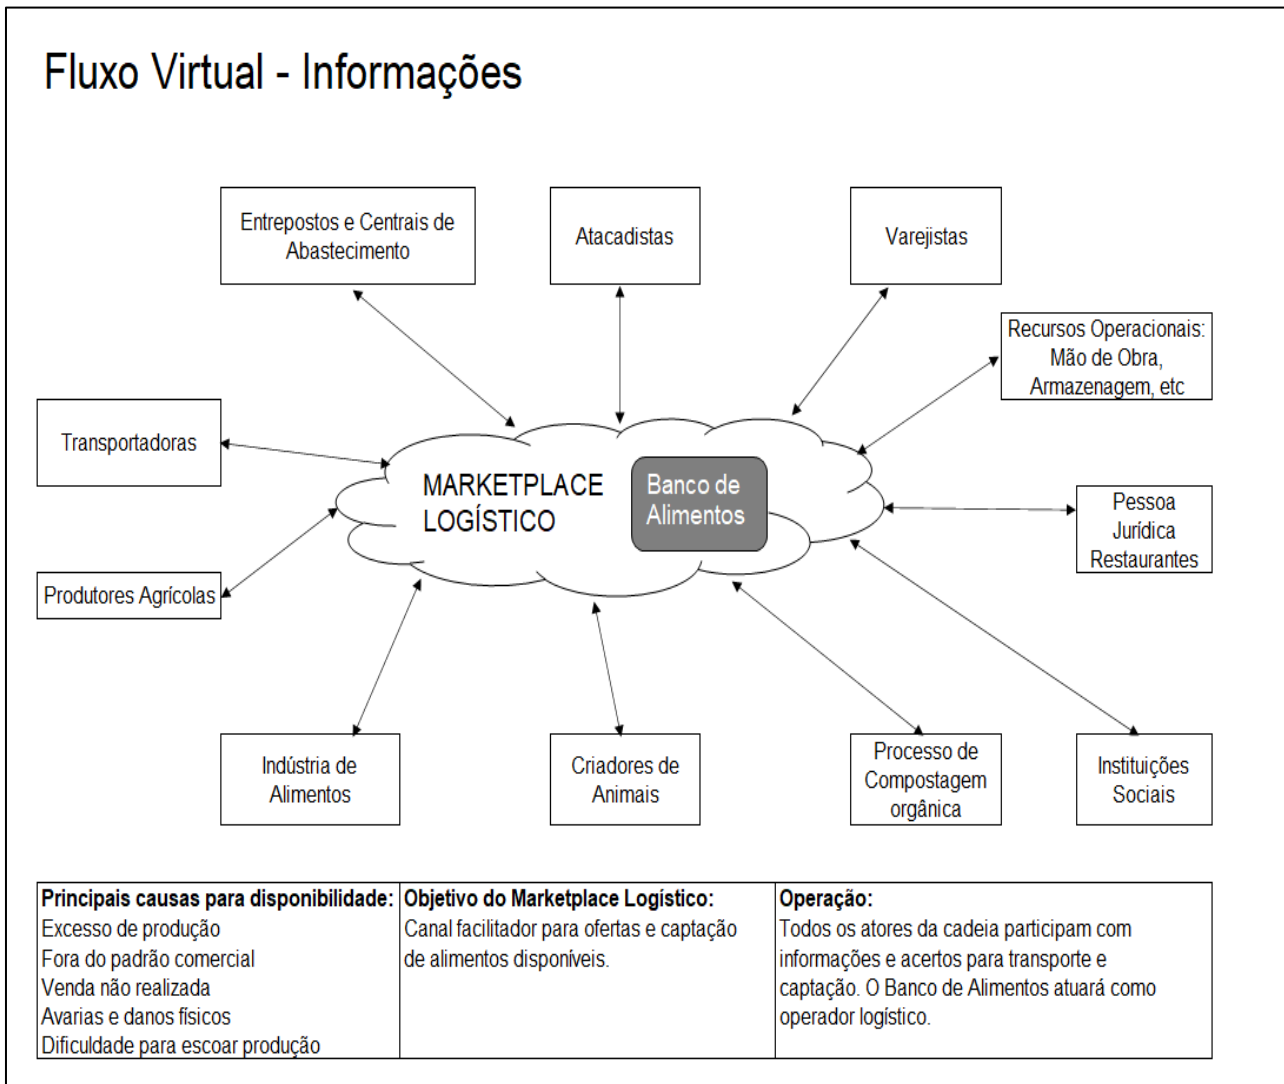 Fluxo Virtual - Informações
Entrepostos e Centrais de
Abastecimento
Atacadistas
Varejistas
Recursos Operacionais:
Mão de Obra,
Armazenagem, etc
Transportadoras
MARKETPLACE
LOGÍSTICO
Banco de
Alimentos
Pessoa
Jurídica
Restaurantes
Produtores Agrícolas
Indústria de
Alimentos
Criadores de
Animais
Processo de
Compostagem
orgânica
Instituições
Sociais
Principais causas para disponibilidade:
Excesso de produção
Fora do padrão comercial
Venda não realizada
Avarias e danos físicos
Dificuldade para escoar produção
Objetivo do Marketplace Logístico:
Canal facilitador para ofertas e captação
de alimentos disponíveis.
Operação:
Todos os atores da cadeia participam com
informações e acertos para transporte e
captação. O Banco de Alimentos atuará como
operador logístico.